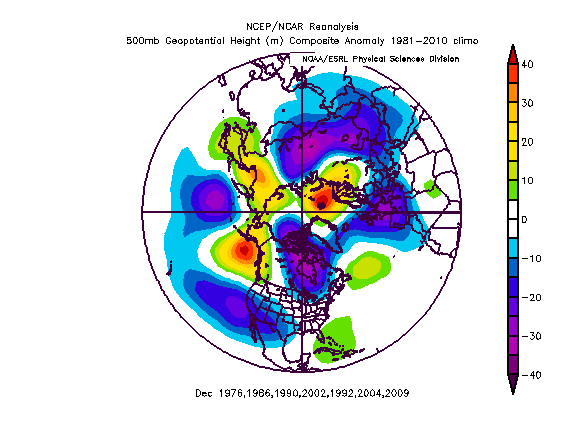 NCEP/NCAR Reanalysis
500mb Geopotential Height (m) Composite Anomaly 1981-2010 climo
NOAA/ESRL Physical Sciences Division
40
30
20
10
0
-10
-20
-30
-40
Dec 1976,1986,1990,2002,1992,2004,2009